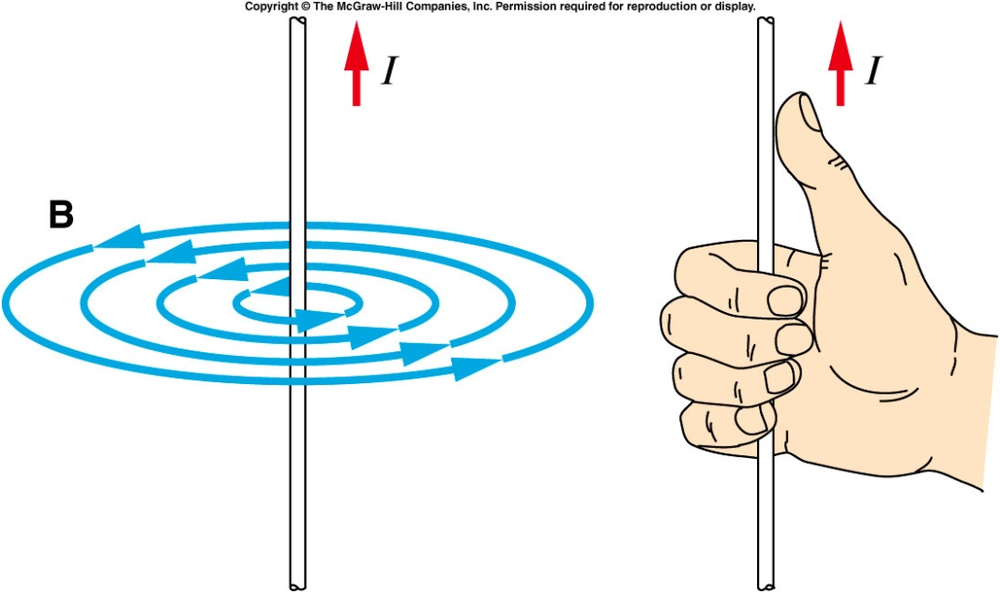 Copyright © The McGraw-Hill Companies, Inc. Permission required for reproduction or display.
I
I
B